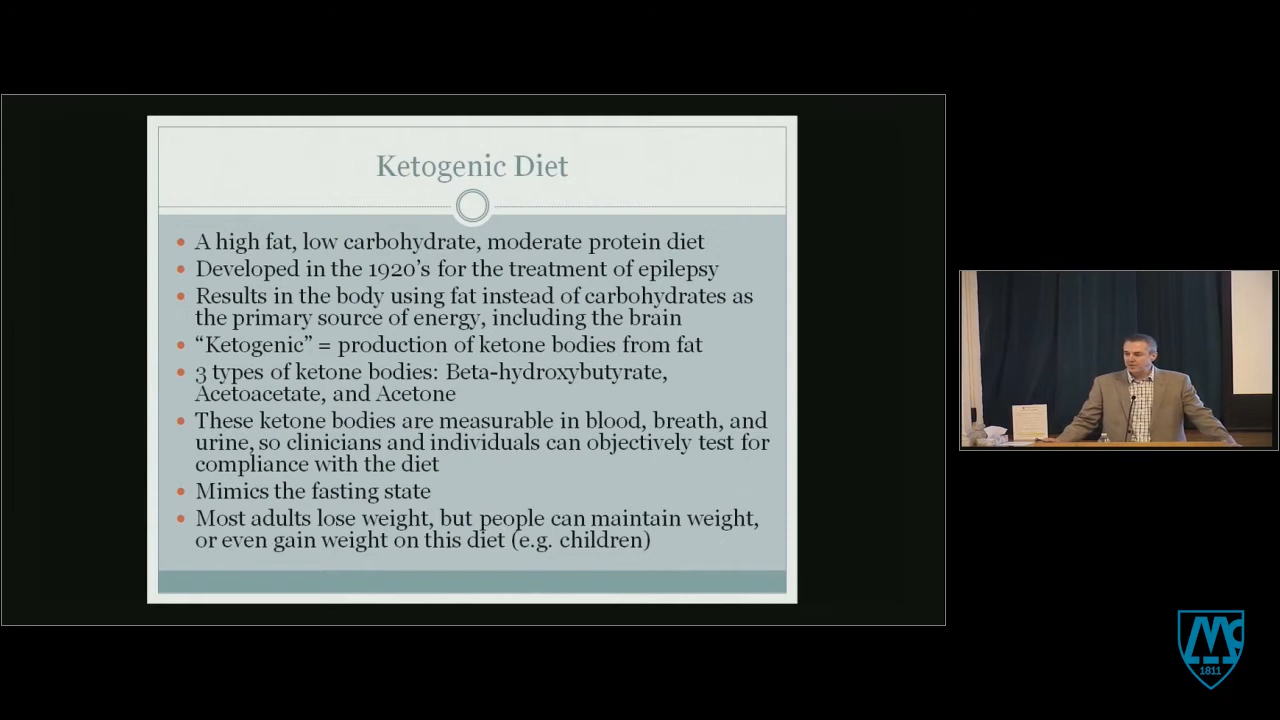 Ketogenic Diet
• A high fat, low carbohydrate, moderate protein diet
• Developed in the 1920's for the treatment of epilepsy
• Results in the body using fat instead of carbohydrates as
the primary source of energy, including the brain
• “Ketogenic” = production of ketone bodies from fat
• 3 types of ketone bodies: Beta-hydroxybutyrate,
Acetoacetate, and Acetone
• These ketone bodies are measurable in blood, breath, and
urine, so clinicians and individuals can objectively test for
compliance with the diet
• Mimics the fasting state
• Most adults lose weight, but people can maintain weight,
or even gain weight on this diet (e.g. children)
Mc
1811